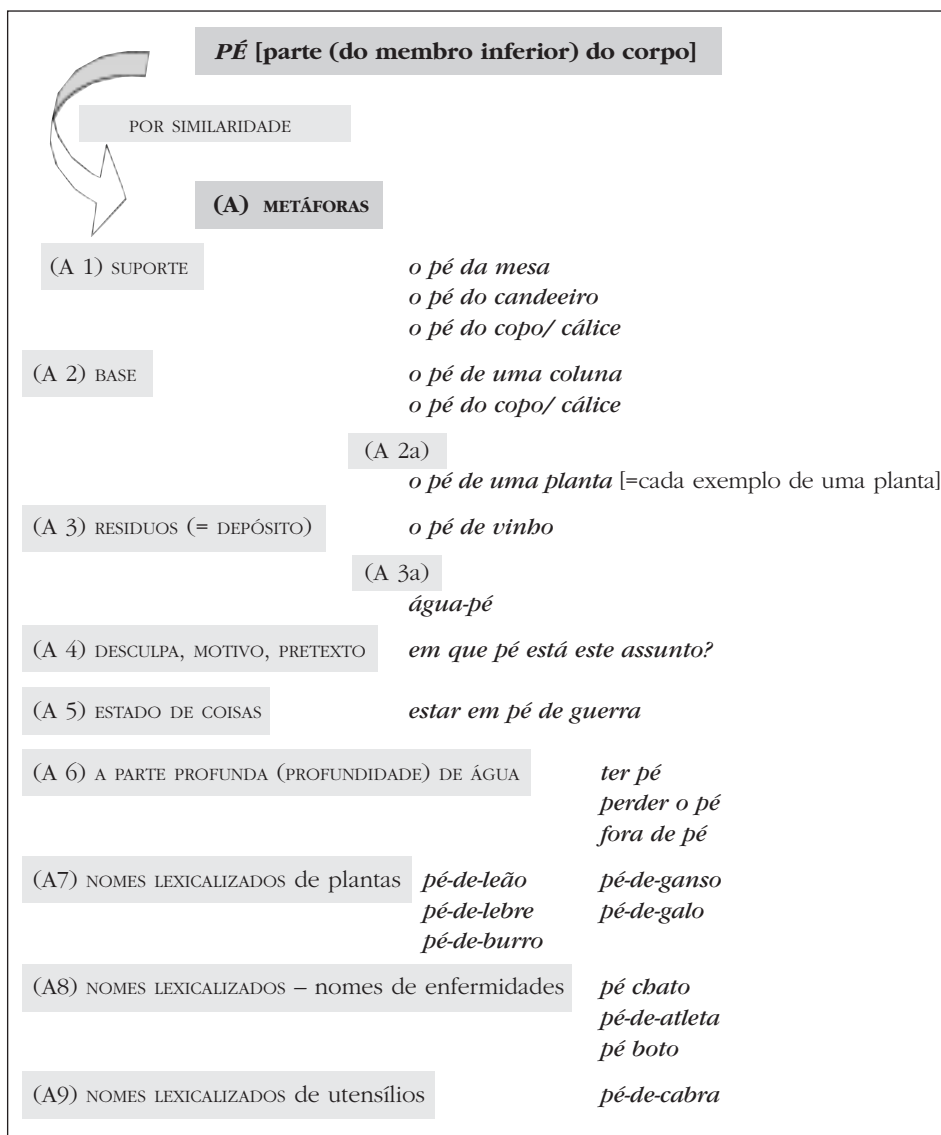 PÉ [parte (do membro inferior) do corpo]
POR SIMILARIDADE
(A) METÁFORAS
(A 1) SUPORTE o pé da mesa
o pé do candeeiro
o pé do copo/ cálice
(A 2) BASE o pé de uma coluna
o pé do copo/ cálice
(A 2a)
o pé de uma planta [=cada exemplo de uma planta]
(A 3) RESIDUOS (= DEPÓSITO) o pé de vinho
(A 3a)
água-pé
(A 4) DESCULPA, MOTIVO, PRETEXTO em que pé está este assunto?
(A 5) ESTADO DE COISAS estar em pé de guerra
(A 6) A PARTE PROFUNDA (PROFUNDIDADE) DE ÁGUA ter pé
perder o pé
fora de pé
(A7) NOMES LEXICALIZADOS de plantas pé-de-leão pé-de-ganso
pé-de-lebre pé-de-galo
pé-de-burro
(A8) NOMES LEXICALIZADOS – nomes de enfermidades pé chato
pé-de-atleta
pé boto
(A9) NOMES LEXICALIZADOS de utensílios pé-de-cabra